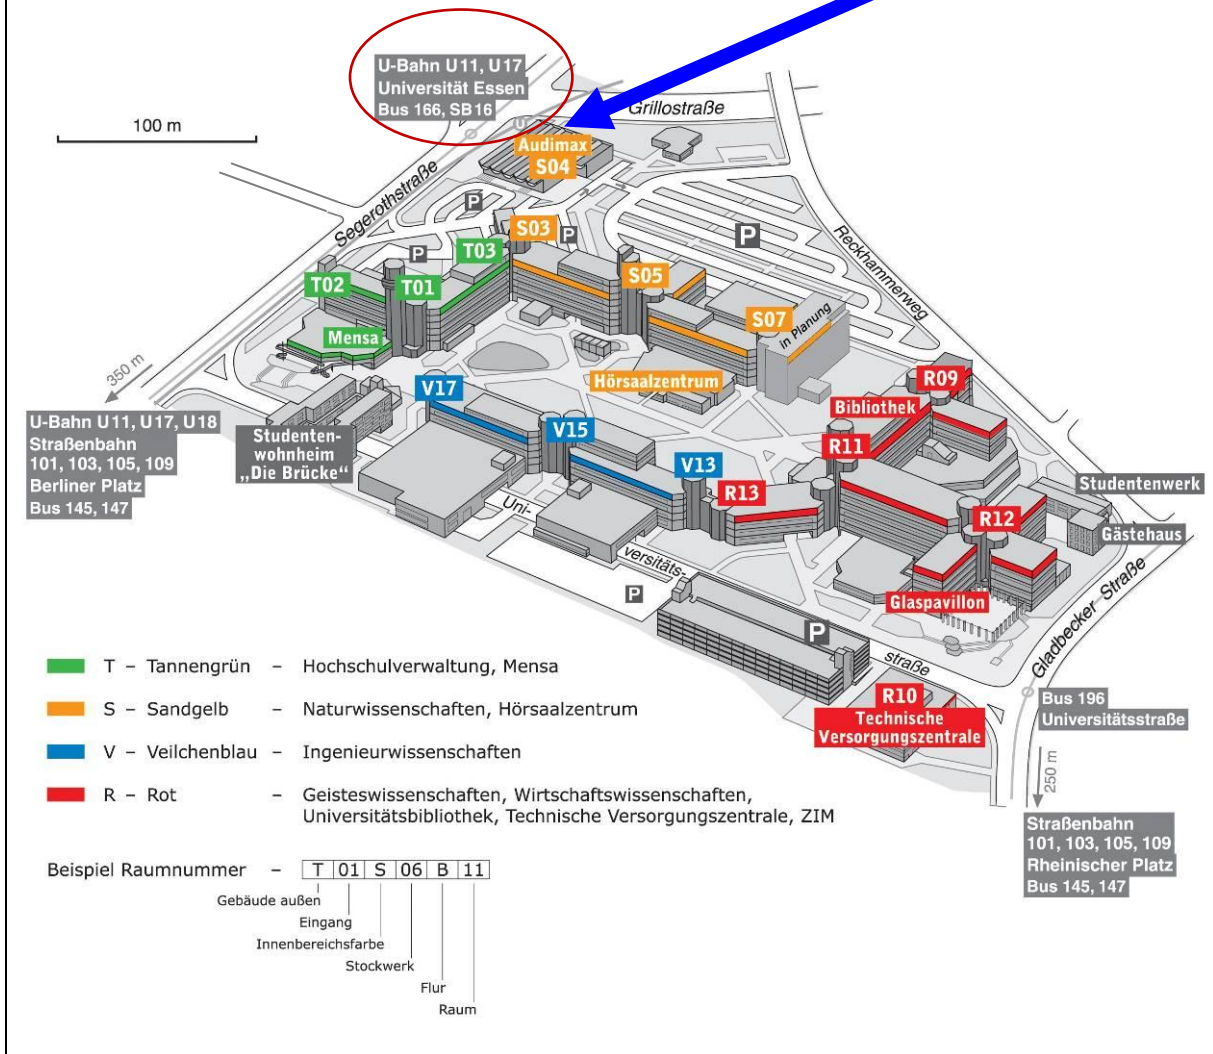 U-Bahn U11, U17
Universität Essen
Bus 166, SB16
U
Grillostraße
100 m
Audimax
S04
Segerothstraße
P
S03
P
P
Reckhammerweg
T03
P
T02
T01
S05
S07
in Planung
Mensa
350 m
Hörsaalzentrum
V17
R09
Bibliothek
U-Bahn U11, U17, U18
Straßenbahn
101, 103, 105, 109
Berliner Platz
Bus 145, 147
Studenten-
wohnheim
„Die Brücke“
V15
R11
V13
R13
Studentenwerk
Uni-
versitäts-
straße
R12
Gästehaus
Glaspavillon
P
P
Gladbecker Straße
T – Tannengrün – Hochschulverwaltung, Mensa
S – Sandgelb – Naturwissenschaften, Hörsaalzentrum
V – Veilchenblau – Ingenieurwissenschaften
R – Rot – Geisteswissenschaften, Wirtschaftswissenschaften,
Universitätsbibliothek, Technische Versorgungszentrale, ZIM
R10
Technische
Versorgungszentrale
Bus 196
Universitätsstraße
250 m
Straßenbahn
101, 103, 105, 109
Rheinischer Platz
Bus 145, 147
Beispiel Raumnummer – T 01 S 06 B 11
Gebäude außen
Eingang
Innenbereichsfarbe
Stockwerk
Flur
Raum